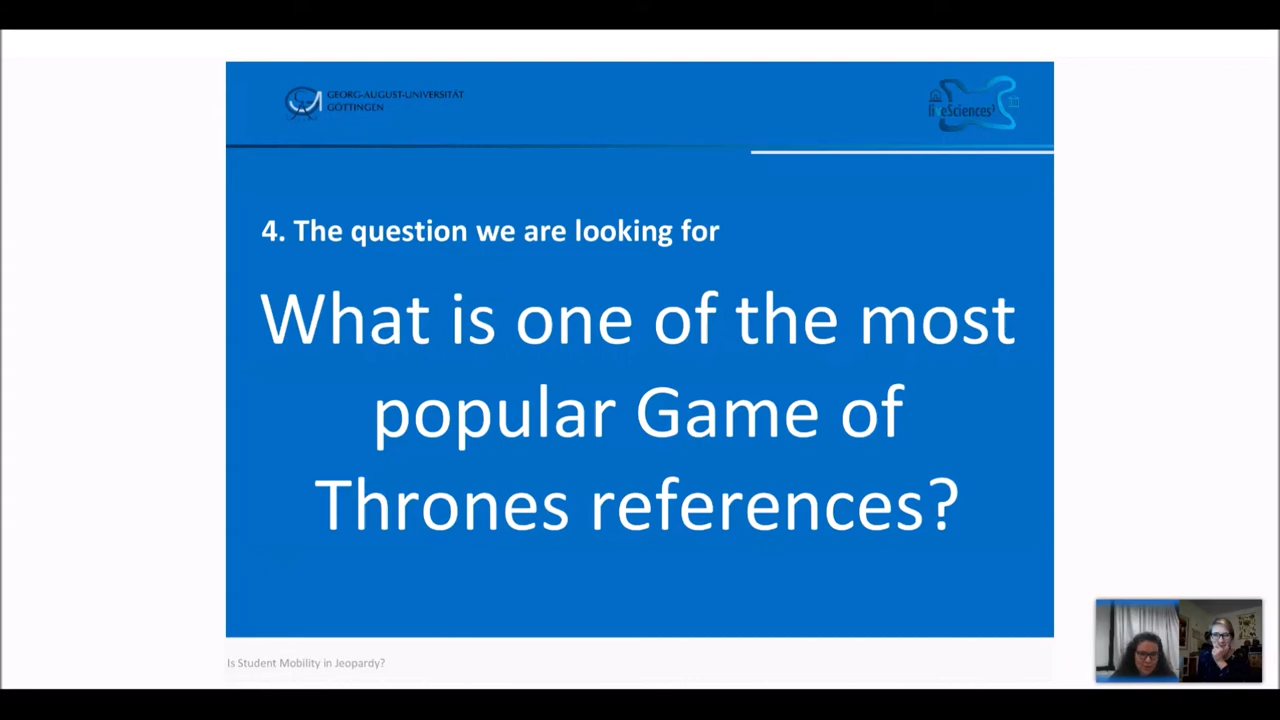 GEORG-AUGUST-UNIVERSITÄT
GÖTTINGEN
liveSciences³
4. The question we are looking for
What is one of the most
popular Game of
Thrones references?
Is Student Mobility in Jeopardy?